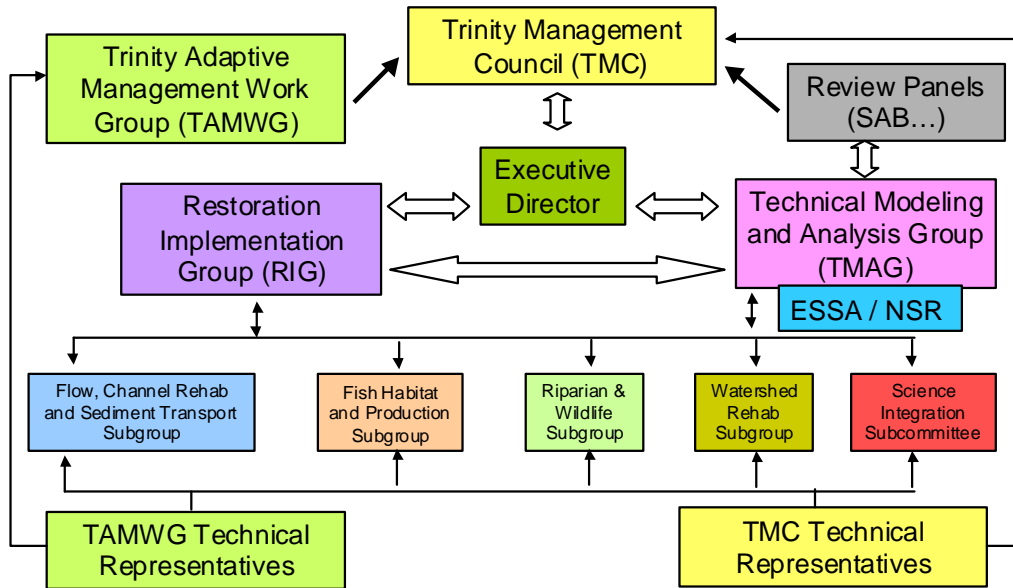 Trinity Adaptive
Management Work
Group (TAMWG)
Trinity Management
Council (TMC)
Review Panels
(SAB…)
Executive
Director
Restoration
Implementation
Group (RIG)
Technical Modeling
and Analysis Group
(TMAG)
ESSA / NSR
Flow, Channel Rehab
and Sediment Transport
Subgroup
Fish Habitat
and Production
Subgroup
Riparian &
Wildlife
Subgroup
Watershed
Rehab
Subgroup
Science
Integration
Subcommittee
TAMWG Technical
Representatives
TMC Technical
Representatives